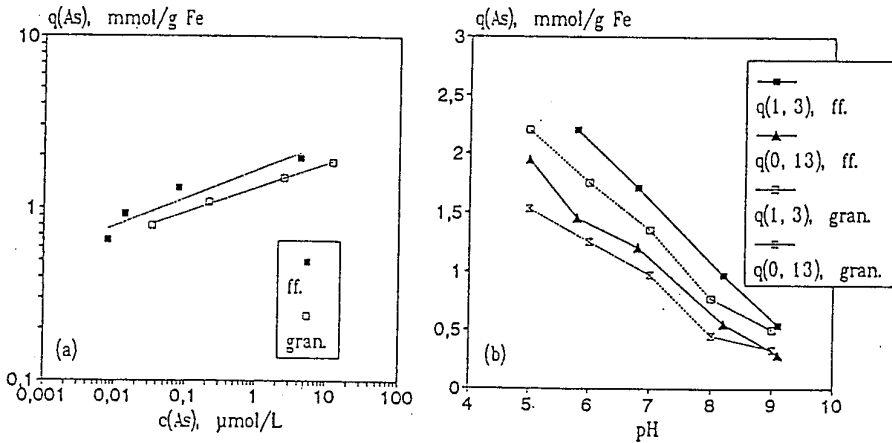 q(As), mmol/g Fe
10
1
0,1
0,001
0,01
0,1
1
10
100
c(As), µmol/L
(a)
ff.
gran.
q(As), mmol/g Fe
3
2,5
2
1,5
1
0,5
0
4
5
6
7
8
9
10
pH
(b)
q(1, 3), ff.
q(0, 13), ff.
q(1, 3), gran.
q(0, 13), gran.